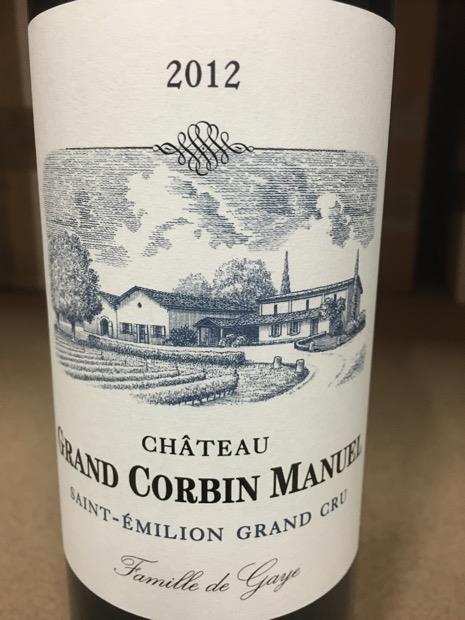 2012
CHÂTEAU
GRAND CORBIN MANUEL
SAINT-ÉMILION GRAND CRU
Famille de Gaye